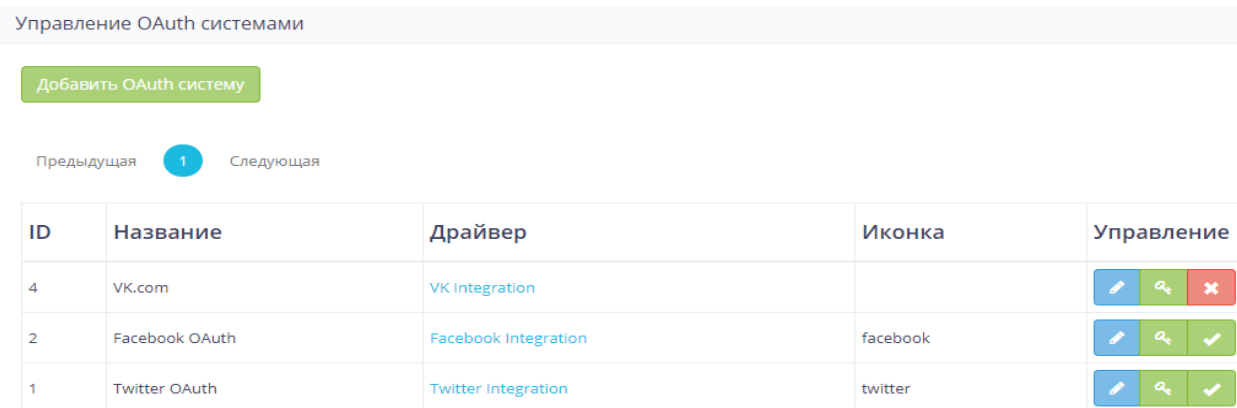 Управление OAuth системами
Добавить OAuth систему
Предыдущая 1 Следующая
ID Название Драйвер Иконка Управление
4 VK.com VK Integration
2 Facebook OAuth Facebook Integration facebook
1 Twitter OAuth Twitter Integration twitter